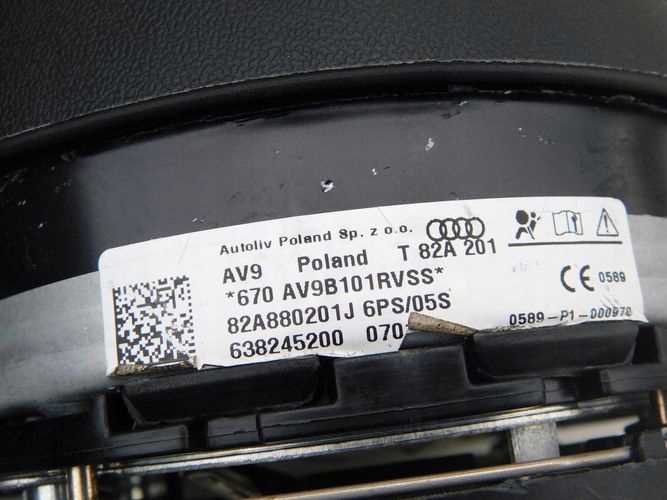 Autoliv Poland Sp. z o.o.
AV9 Poland T 82A 201
*670 AV9B101RVSS*
82A880201J 6PS/05S
638245200 070
CE 0589
0589-P1-000970